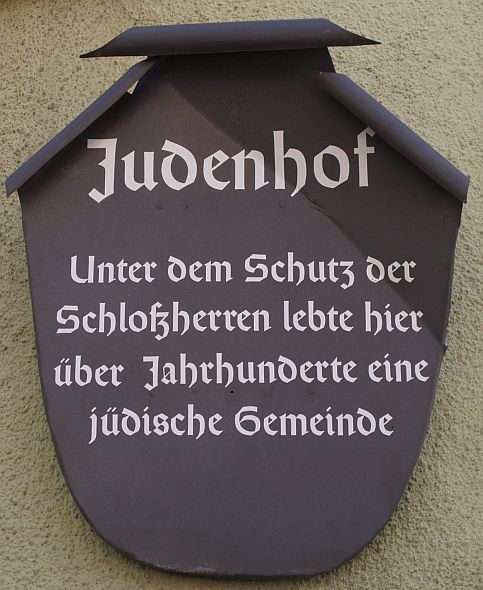 Judenhof
Unter dem Schutz der
Schloßherren lebte hier
über Jahrhunderte eine
jüdische Gemeinde